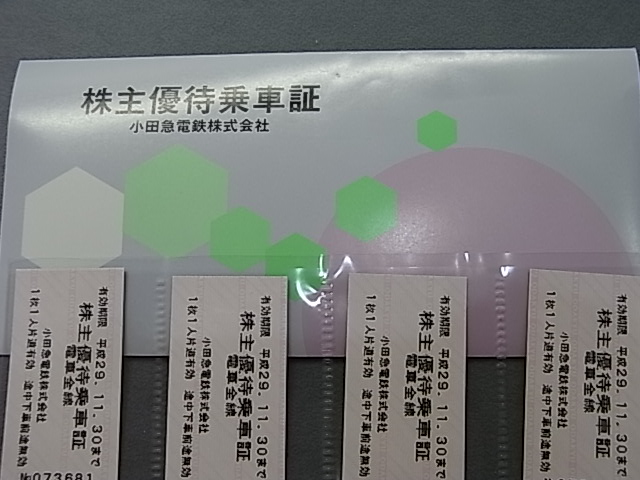 株主優待乗車証
小田急電鉄株式会社
有効期限 平成29.11.30まで
株主優待乗車証
電車全線
小田急電鉄株式会社
1枚1人片道有効 途中下車前途無効
073681
有効期限 平成29.11.30まで
株主優待乗車証
電車全線
小田急電鉄株式会社
1枚1人片道有効 途中下車前途無効
有効期限 平成29.11.30まで
株主優待乗車証
電車全線
小田急電鉄株式会社
1枚1人片道有効 途中下車前途無効
有効期限 平成29.11.30まで
株主優待乗車証
電車全線
小田急電鉄株式会社
1枚1人片道有効 途中下車前途無効